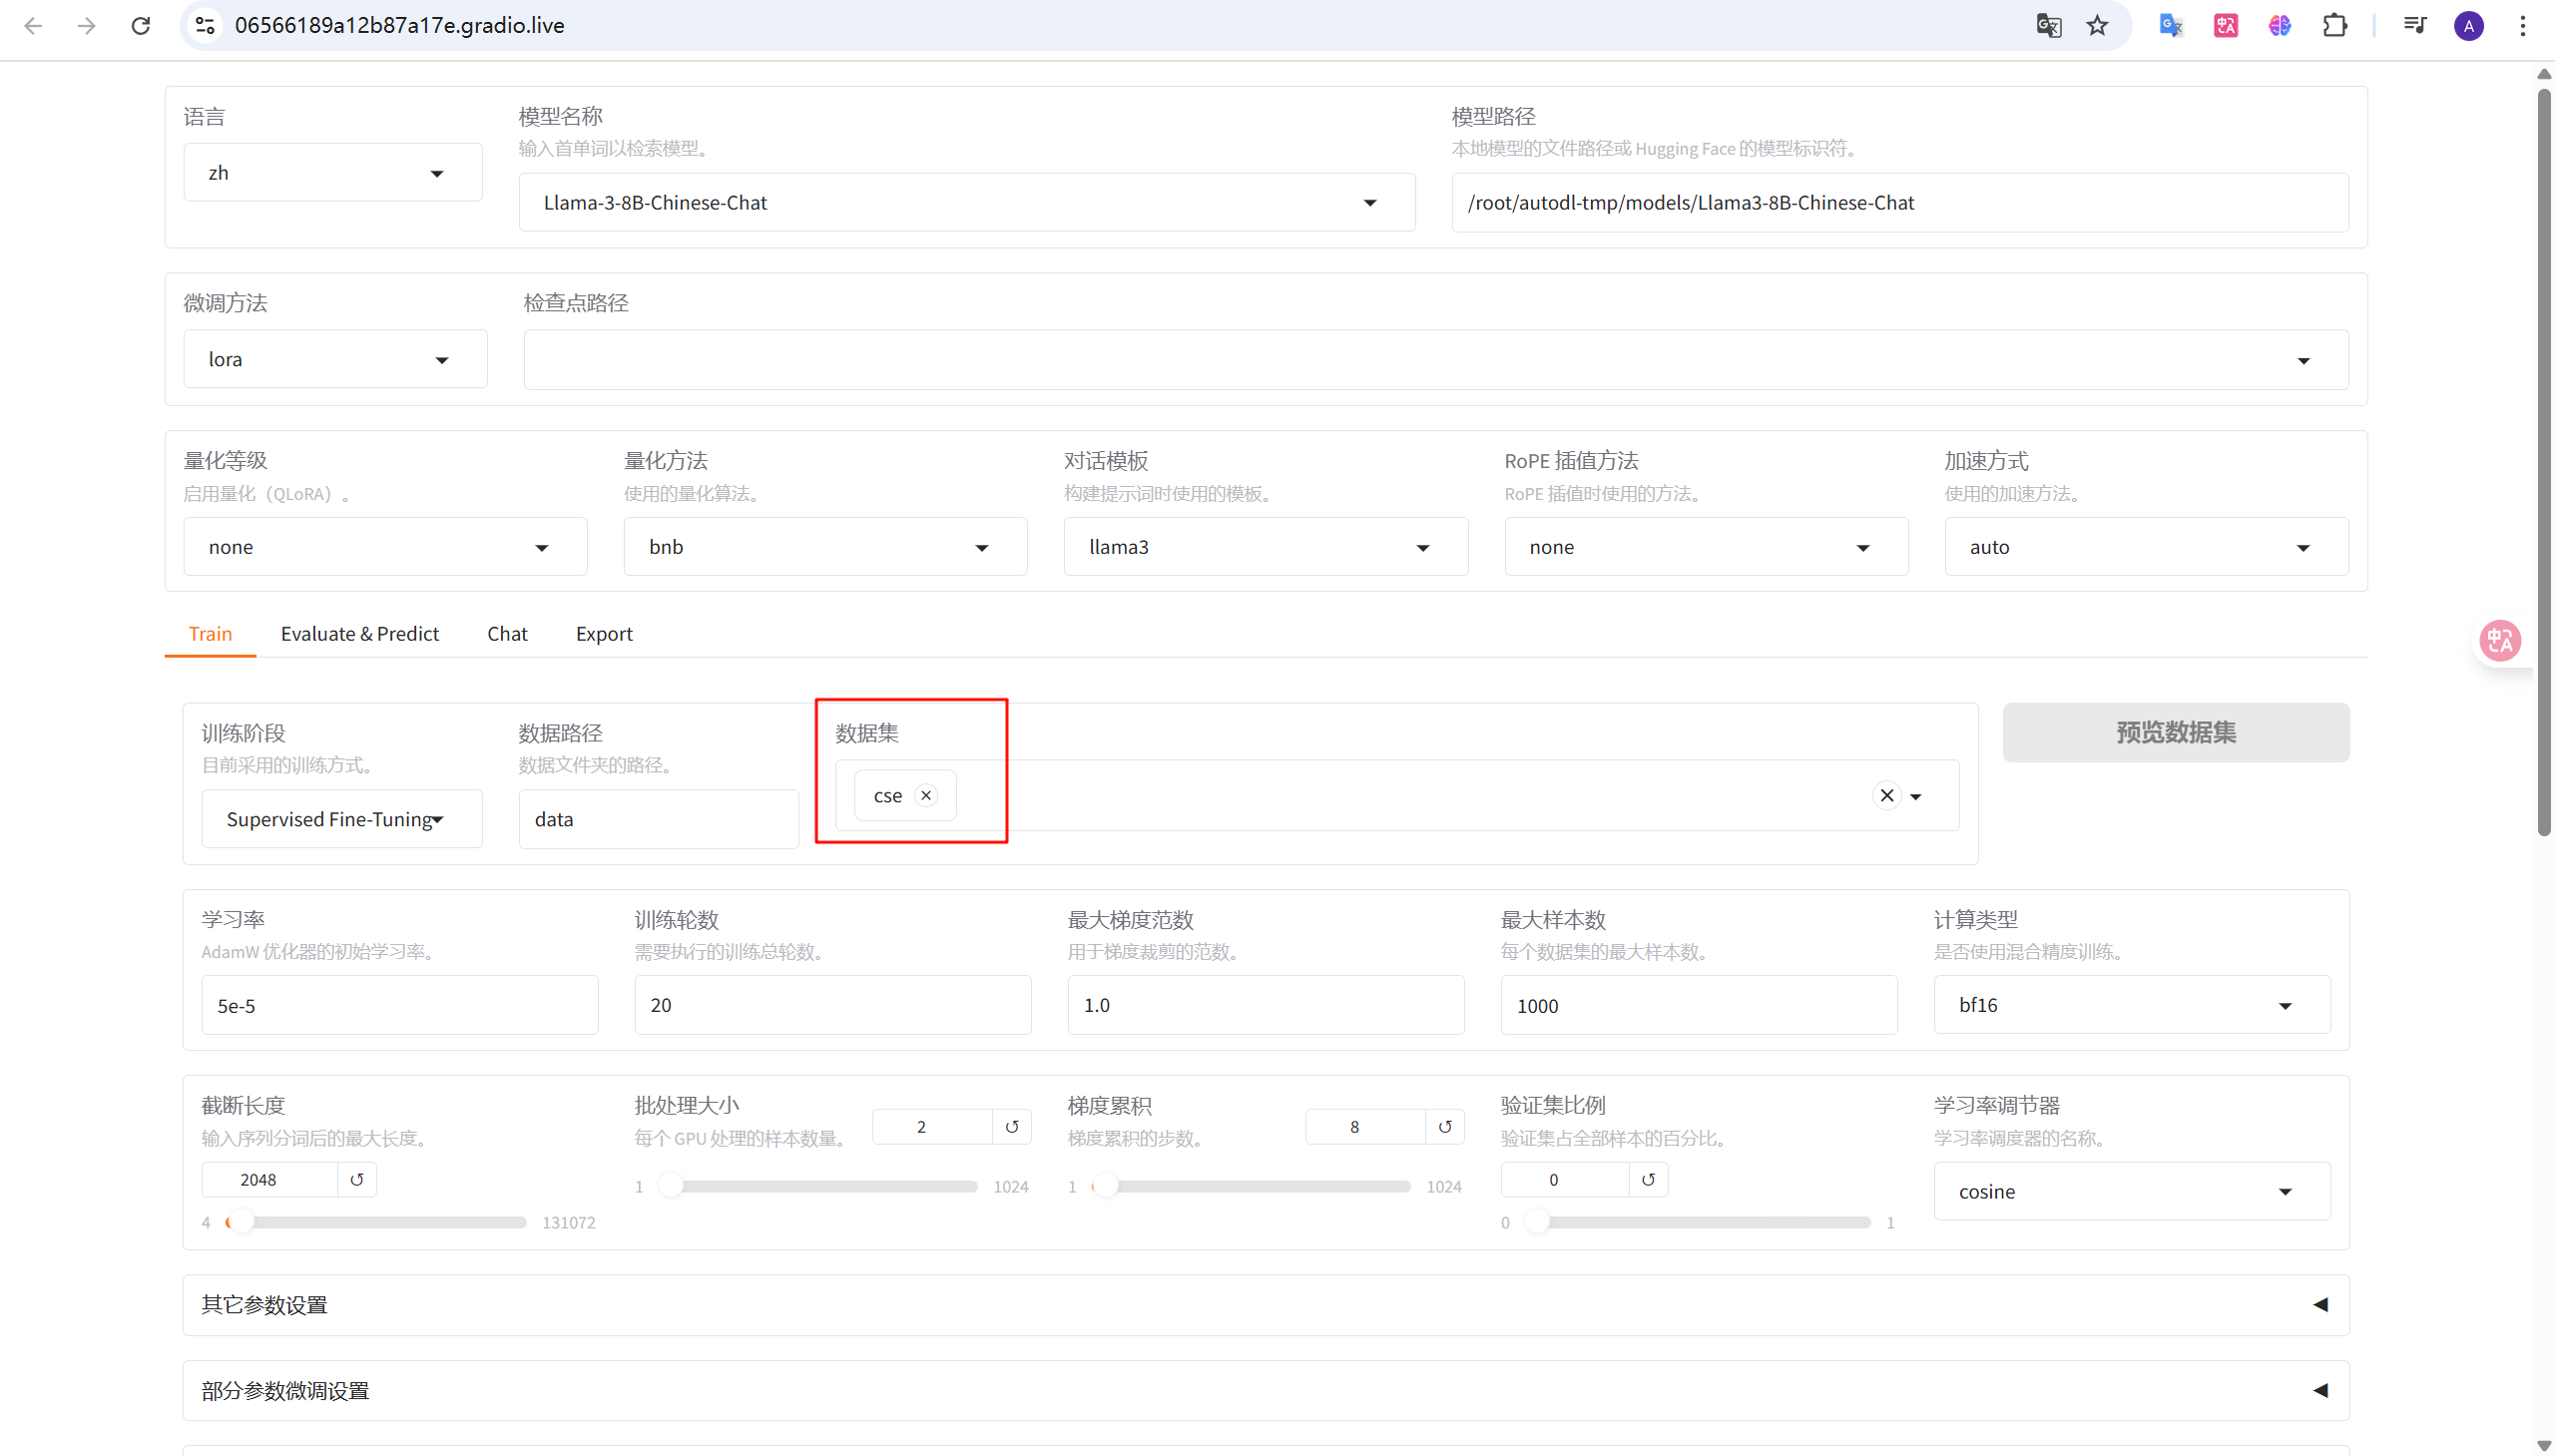 06566189a12b87a17e.gradio.live
A
语言
zh
模型名称
输入首单词以检索模型。
Llama-3-8B-Chinese-Chat
模型路径
本地模型的文件路径或 Hugging Face 的模型标识符。
/root/autodl-tmp/models/Llama3-8B-Chinese-Chat
微调方法
lora
检查点路径
量化等级
启用量化（QLoRA）。
none
量化方法
使用的量化算法。
bnb
对话模板
构建提示词时使用的模板。
llama3
RoPE 插值方法
RoPE 插值时使用的方法。
none
加速方式
使用的加速方法。
auto
Train
Evaluate & Predict
Chat
Export
训练阶段
目前采用的训练方式。
Supervised Fine-Tuning
数据路径
数据文件夹的路径。
data
数据集
cse
预览数据集
学习率
AdamW 优化器的初始学习率。
5e-5
训练轮数
需要执行的训练总轮数。
20
最大梯度范数
用于梯度裁剪的范数。
1.0
最大样本数
每个数据集的最大样本数。
1000
计算类型
是否使用混合精度训练。
bf16
截断长度
输入序列分词后的最大长度。
2048
4
131072
批处理大小
每个 GPU 处理的样本数量。
2
1
1024
梯度累积
梯度累积的步数。
8
1
1024
验证集比例
验证集占全部样本的百分比。
0
0
1
学习率调节器
学习率调度器的名称。
cosine
其它参数设置
部分参数微调设置